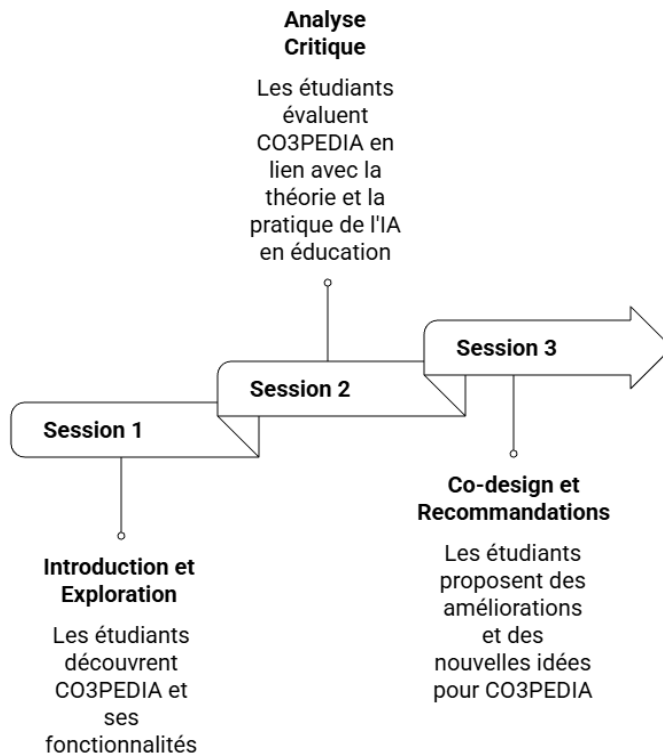 Analyse
Critique
Les étudiants
évaluent
CO3PEDIA en
lien avec la
théorie et la
pratique de l'IA
en éducation
Session 3
Session 2
Session 1
Introduction et
Exploration
Les étudiants
découvrent
CO3PEDIA et
ses
fonctionnalités
Co-design et
Recommandations
Les étudiants
proposent des
améliorations
et des
nouvelles idées
pour CO3PEDIA